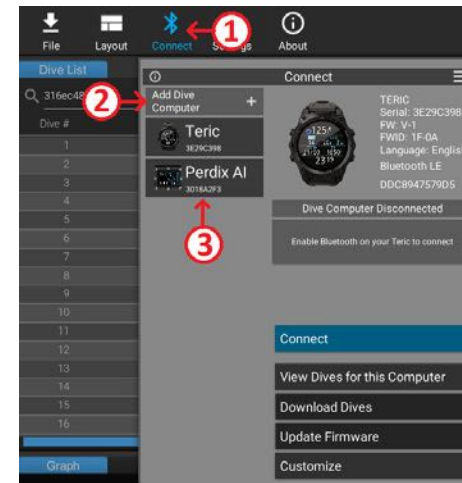 File
Layout
Connect
Settings
About
1
Dive List
316ec48
Dive #
1
2
3
4
5
6
7
8
9
10
11
12
13
14
15
16
Graph
2
Add Dive
Computer +
Teric
3E29C398
Perdix AI
3018A2F3
3
Connect
TERIC
Serial: 3E29C398
FW: V-1
FWID: 1F-0A
Language: English
Bluetooth LE
DDC8947579D5
Dive Computer Disconnected
Enable Bluetooth on your Teric to connect
Connect
View Dives for this Computer
Download Dives
Update Firmware
Customize